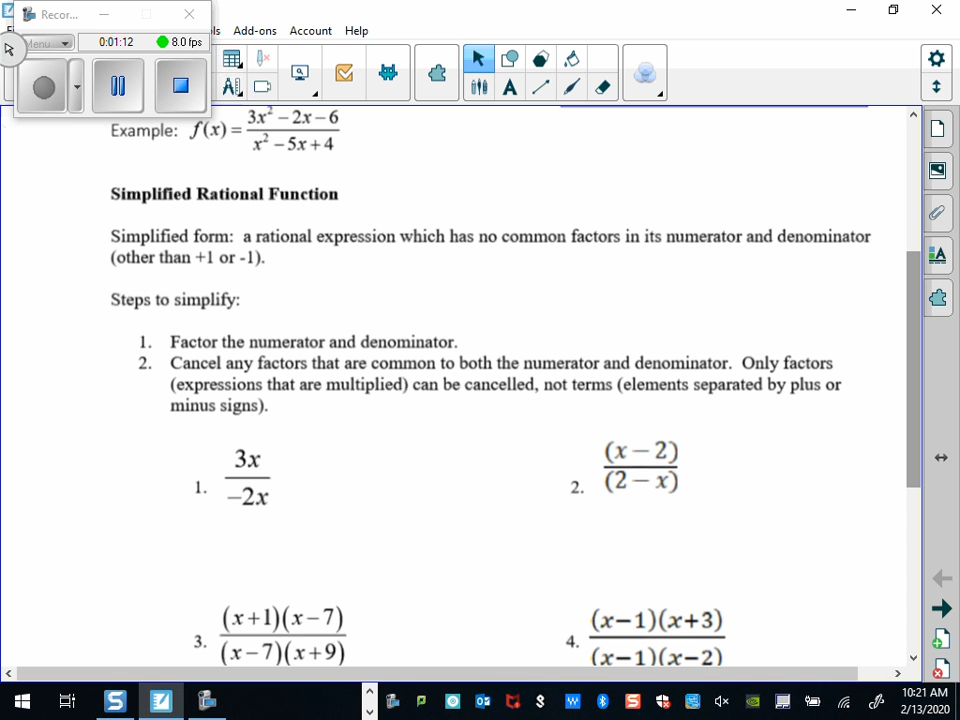 Recor...
Menu
0:01:12
8.0 fps
Add-ons Account Help
Example: f(x) = 3x² − 2x − 6 / x² − 5x + 4
Simplified Rational Function
Simplified form: a rational expression which has no common factors in its numerator and denominator
(other than +1 or -1).
Steps to simplify:
1. Factor the numerator and denominator.
2. Cancel any factors that are common to both the numerator and denominator. Only factors
(expressions that are multiplied) can be cancelled, not terms (elements separated by plus or
minus signs).
1. 3x / −2x
2. (x − 2) / (2 − x)
3. (x+1)(x−7) / (x−7)(x+9)
4. (x−1)(x+3) / (x−1)(x−2)
10:21 AM
2/13/2020